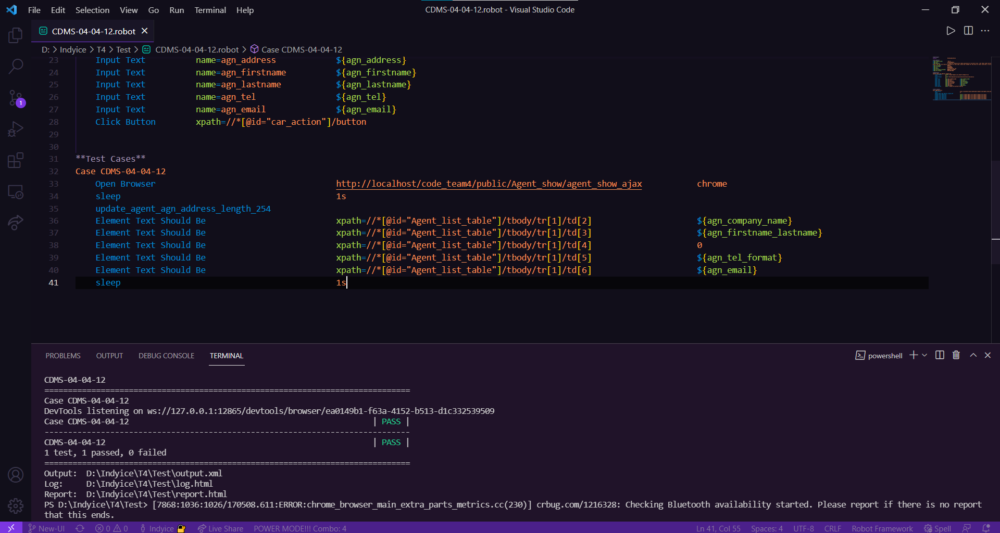 File Edit Selection View Go Run Terminal Help
CDMS-04-04-12.robot - Visual Studio Code
CDMS-04-04-12.robot
D: > Indyice > T4 > Test > CDMS-04-04-12.robot > Case CDMS-04-04-12
23 Input Text name=agn_address ${agn_address}
24 Input Text name=agn_firstname ${agn_firstname}
25 Input Text name=agn_lastname ${agn_lastname}
26 Input Text name=agn_tel ${agn_tel}
27 Input Text name=agn_email ${agn_email}
28 Click Button xpath=//*[@id="car_action"]/button
29
30
31 **Test Cases**
32 Case CDMS-04-04-12
33 Open Browser http://localhost/code_team4/public/Agent_show/agent_show_ajax chrome
34 sleep 1s
35 update_agent_agn_address_length_254
36 Element Text Should Be xpath=//*[@id="Agent_list_table"]/tbody/tr[1]/td[2] ${agn_company_name}
37 Element Text Should Be xpath=//*[@id="Agent_list_table"]/tbody/tr[1]/td[3] ${agn_firstname_lastname}
38 Element Text Should Be xpath=//*[@id="Agent_list_table"]/tbody/tr[1]/td[4] 0
39 Element Text Should Be xpath=//*[@id="Agent_list_table"]/tbody/tr[1]/td[5] ${agn_tel_format}
40 Element Text Should Be xpath=//*[@id="Agent_list_table"]/tbody/tr[1]/td[6] ${agn_email}
41 sleep 1s
1
PROBLEMS OUTPUT DEBUG CONSOLE TERMINAL
powershell
CDMS-04-04-12
==============================================================================
Case CDMS-04-04-12
DevTools listening on ws://127.0.0.1:12865/devtools/browser/ea0149b1-f63a-4152-b513-d1c332539509
Case CDMS-04-04-12 | PASS |
------------------------------------------------------------------------------
CDMS-04-04-12 | PASS |
1 test, 1 passed, 0 failed
==============================================================================
Output: D:\Indyice\T4\Test\output.xml
Log: D:\Indyice\T4\Test\log.html
Report: D:\Indyice\T4\Test\report.html
PS D:\Indyice\T4\Test> [7868:1036:1026/170508.611:ERROR:chrome_browser_main_extra_parts_metrics.cc(230)] crbug.com/1216328: Checking Bluetooth availability started. Please report if there is no report
that this ends.
New-UI 0 0 Indyice Live Share POWER MODE!!! Combo: 4 Ln 41, Col 55 Spaces: 4 UTF-8 CRLF Robot Framework Spell